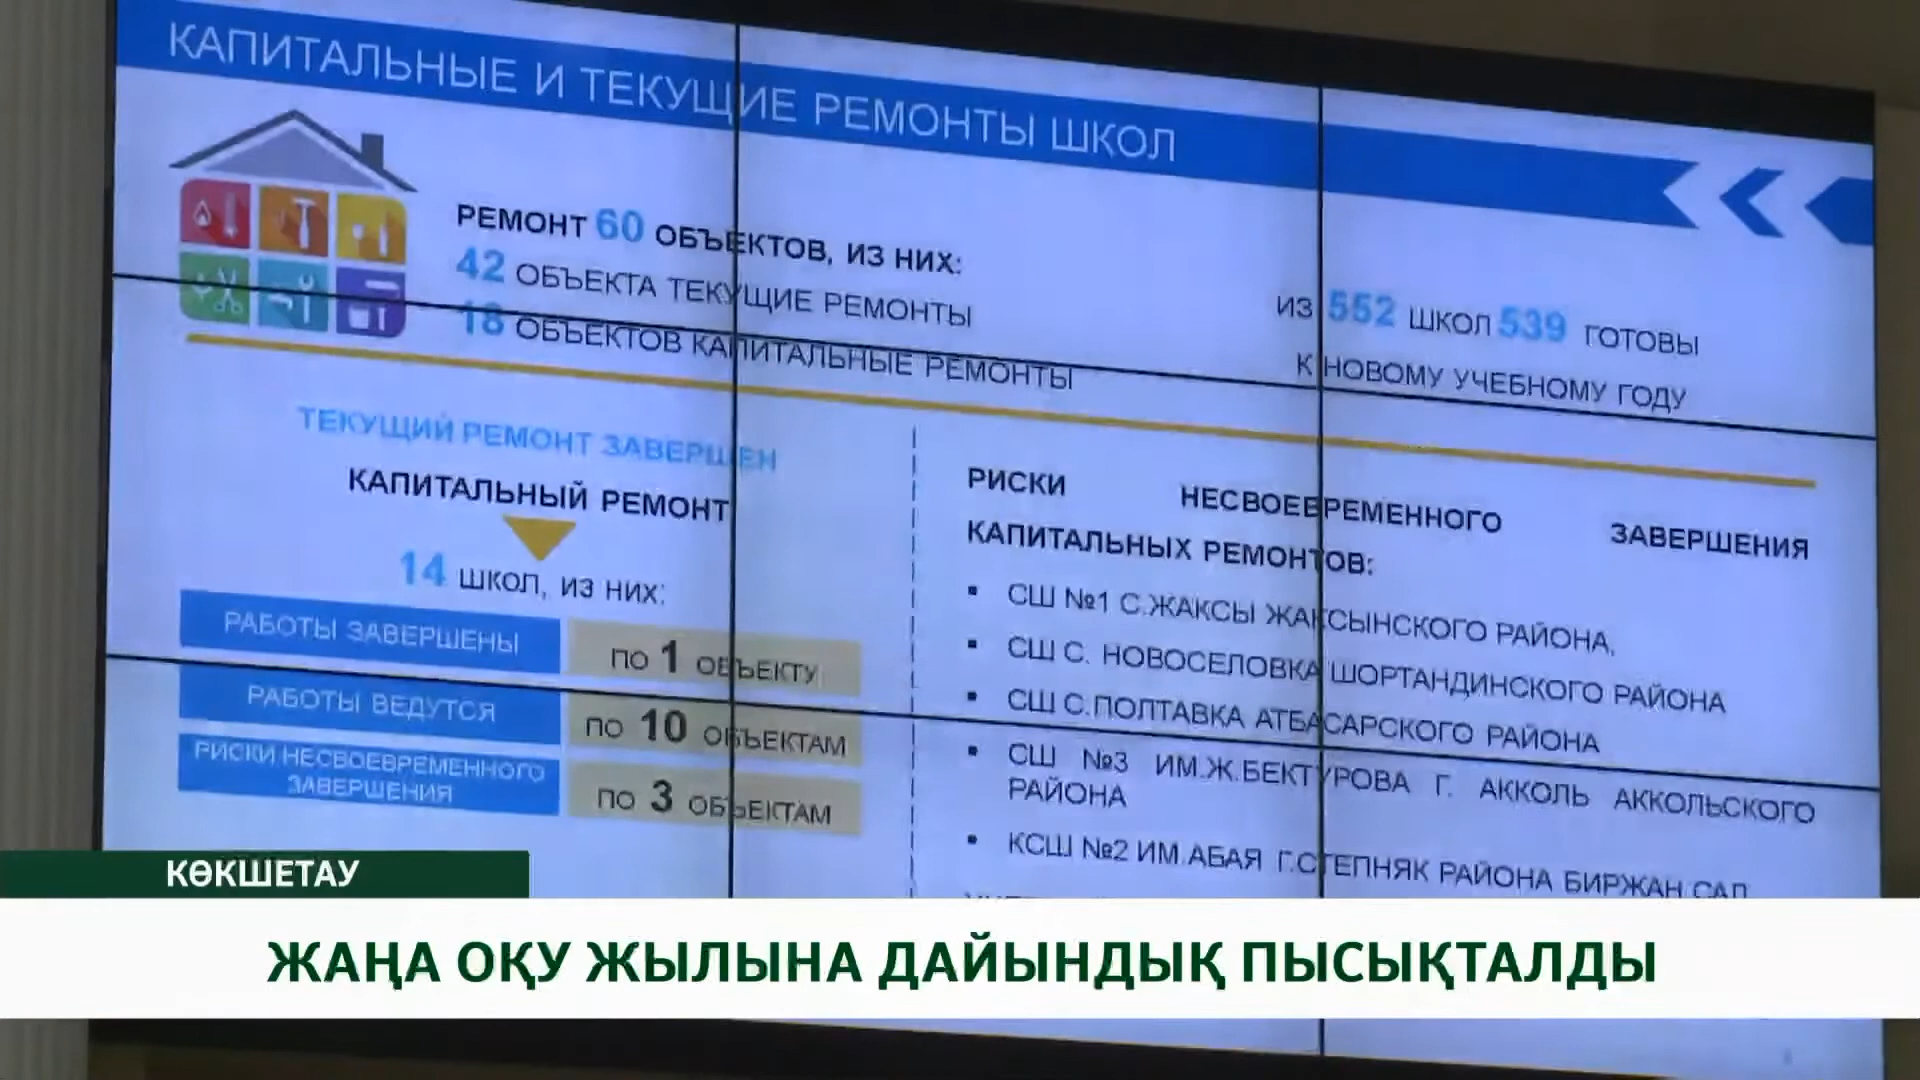 КАПИТАЛЬНЫЕ И ТЕКУЩИЕ РЕМОНТЫ ШКОЛ
РЕМОНТ 60 ОБЪЕКТОВ, ИЗ НИХ:
42 ОБЪЕКТА ТЕКУЩИЕ РЕМОНТЫ
18 ОБЪЕКТОВ КАПИТАЛЬНЫЕ РЕМОНТЫ
ИЗ 552 ШКОЛ 539 ГОТОВЫ
К НОВОМУ УЧЕБНОМУ ГОДУ
ТЕКУЩИЙ РЕМОНТ ЗАВЕРШЕН
КАПИТАЛЬНЫЙ РЕМОНТ
14 ШКОЛ, ИЗ НИХ:
РАБОТЫ ЗАВЕРШЕНЫ
ПО 1 ОБЪЕКТУ
РАБОТЫ ВЕДУТСЯ
ПО 10 ОБЪЕКТАМ
РИСКИ НЕСВОЕВРЕМЕННОГО
ЗАВЕРШЕНИЯ
ПО 3 ОБЪЕКТАМ
РИСКИ НЕСВОЕВРЕМЕННОГО ЗАВЕРШЕНИЯ
КАПИТАЛЬНЫХ РЕМОНТОВ:
▪ СШ №1 С.ЖАКСЫ ЖАКСЫНСКОГО РАЙОНА,
▪ СШ С. НОВОСЕЛОВКА ШОРТАНДИНСКОГО РАЙОНА
▪ СШ С.ПОЛТАВКА АТБАСАРСКОГО РАЙОНА
▪ СШ №3 ИМ.Ж.БЕКТУРОВА Г. АККОЛЬ АККОЛЬСКОГО
РАЙОНА
▪ КСШ №2 ИМ.АБАЯ Г.СТЕПНЯК РАЙОНА БИРЖАН САЛ
КӨКШЕТАУ
ЖАҢА ОҚУ ЖЫЛЫНА ДАЙЫНДЫҚ ПЫСЫҚТАЛДЫ